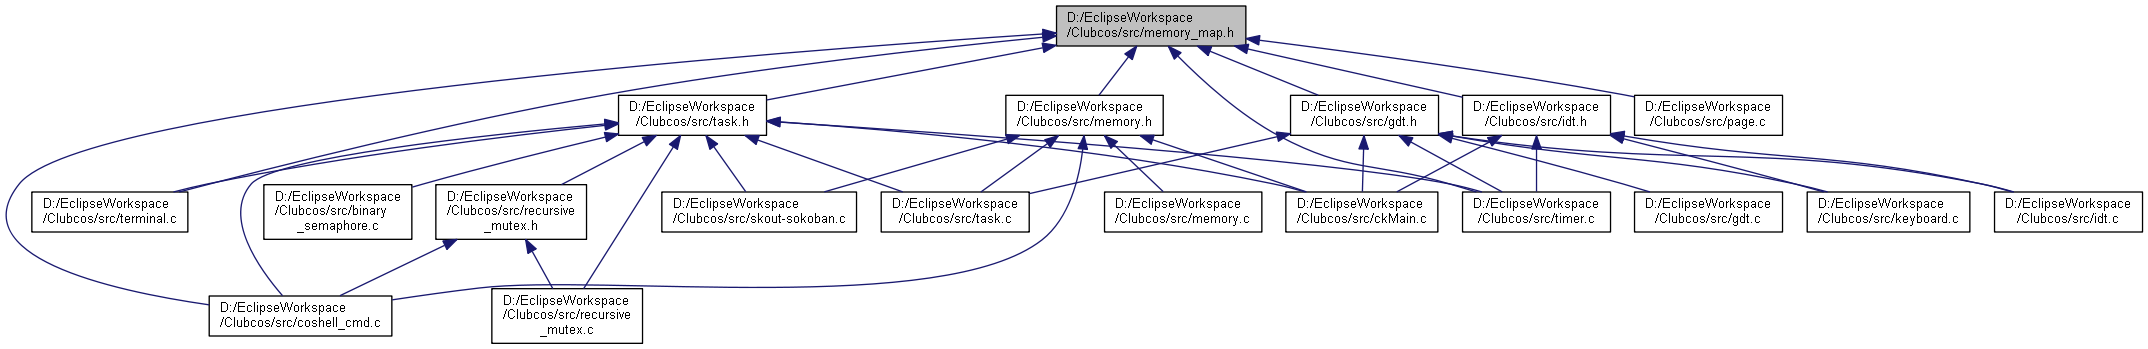 D:/EclipseWorkspace
/Clubcos/src/memory_map.h
D:/EclipseWorkspace
/Clubcos/src/task.h
D:/EclipseWorkspace
/Clubcos/src/memory.h
D:/EclipseWorkspace
/Clubcos/src/gdt.h
D:/EclipseWorkspace
/Clubcos/src/idt.h
D:/EclipseWorkspace
/Clubcos/src/page.c
D:/EclipseWorkspace
/Clubcos/src/terminal.c
D:/EclipseWorkspace
/Clubcos/src/binary
_semaphore.c
D:/EclipseWorkspace
/Clubcos/src/recursive
_mutex.h
D:/EclipseWorkspace
/Clubcos/src/skout-sokoban.c
D:/EclipseWorkspace
/Clubcos/src/task.c
D:/EclipseWorkspace
/Clubcos/src/memory.c
D:/EclipseWorkspace
/Clubcos/src/ckMain.c
D:/EclipseWorkspace
/Clubcos/src/timer.c
D:/EclipseWorkspace
/Clubcos/src/gdt.c
D:/EclipseWorkspace
/Clubcos/src/keyboard.c
D:/EclipseWorkspace
/Clubcos/src/idt.c
D:/EclipseWorkspace
/Clubcos/src/coshell_cmd.c
D:/EclipseWorkspace
/Clubcos/src/recursive
_mutex.c